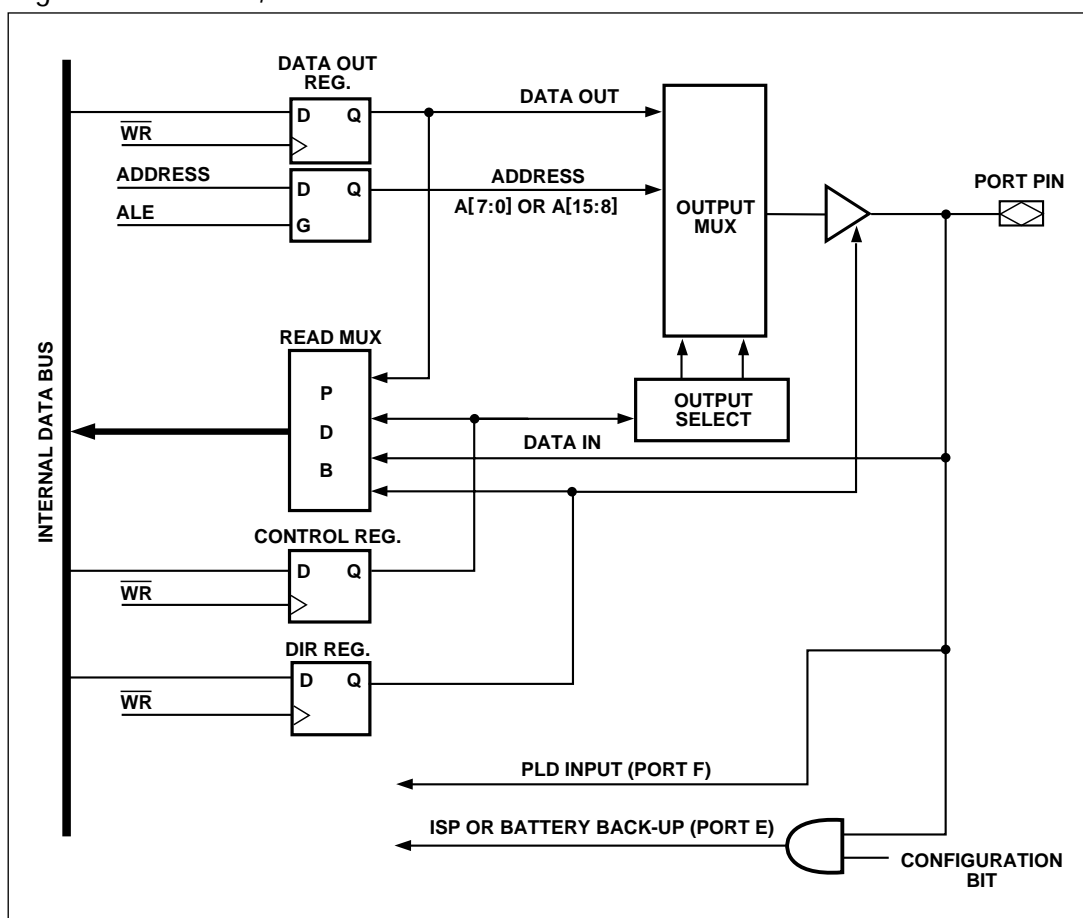 DATA OUT
REG.
D Q
WR
DATA OUT
ADDRESS
ALE
D Q
G
ADDRESS
A[7:0] OR A[15:8]
OUTPUT
MUX
PORT PIN
READ MUX
P
D
B
OUTPUT
SELECT
DATA IN
INTERNAL DATA BUS
CONTROL REG.
D Q
WR
DIR REG.
D Q
WR
PLD INPUT (PORT F)
ISP OR BATTERY BACK-UP (PORT E)
CONFIGURATION
BIT